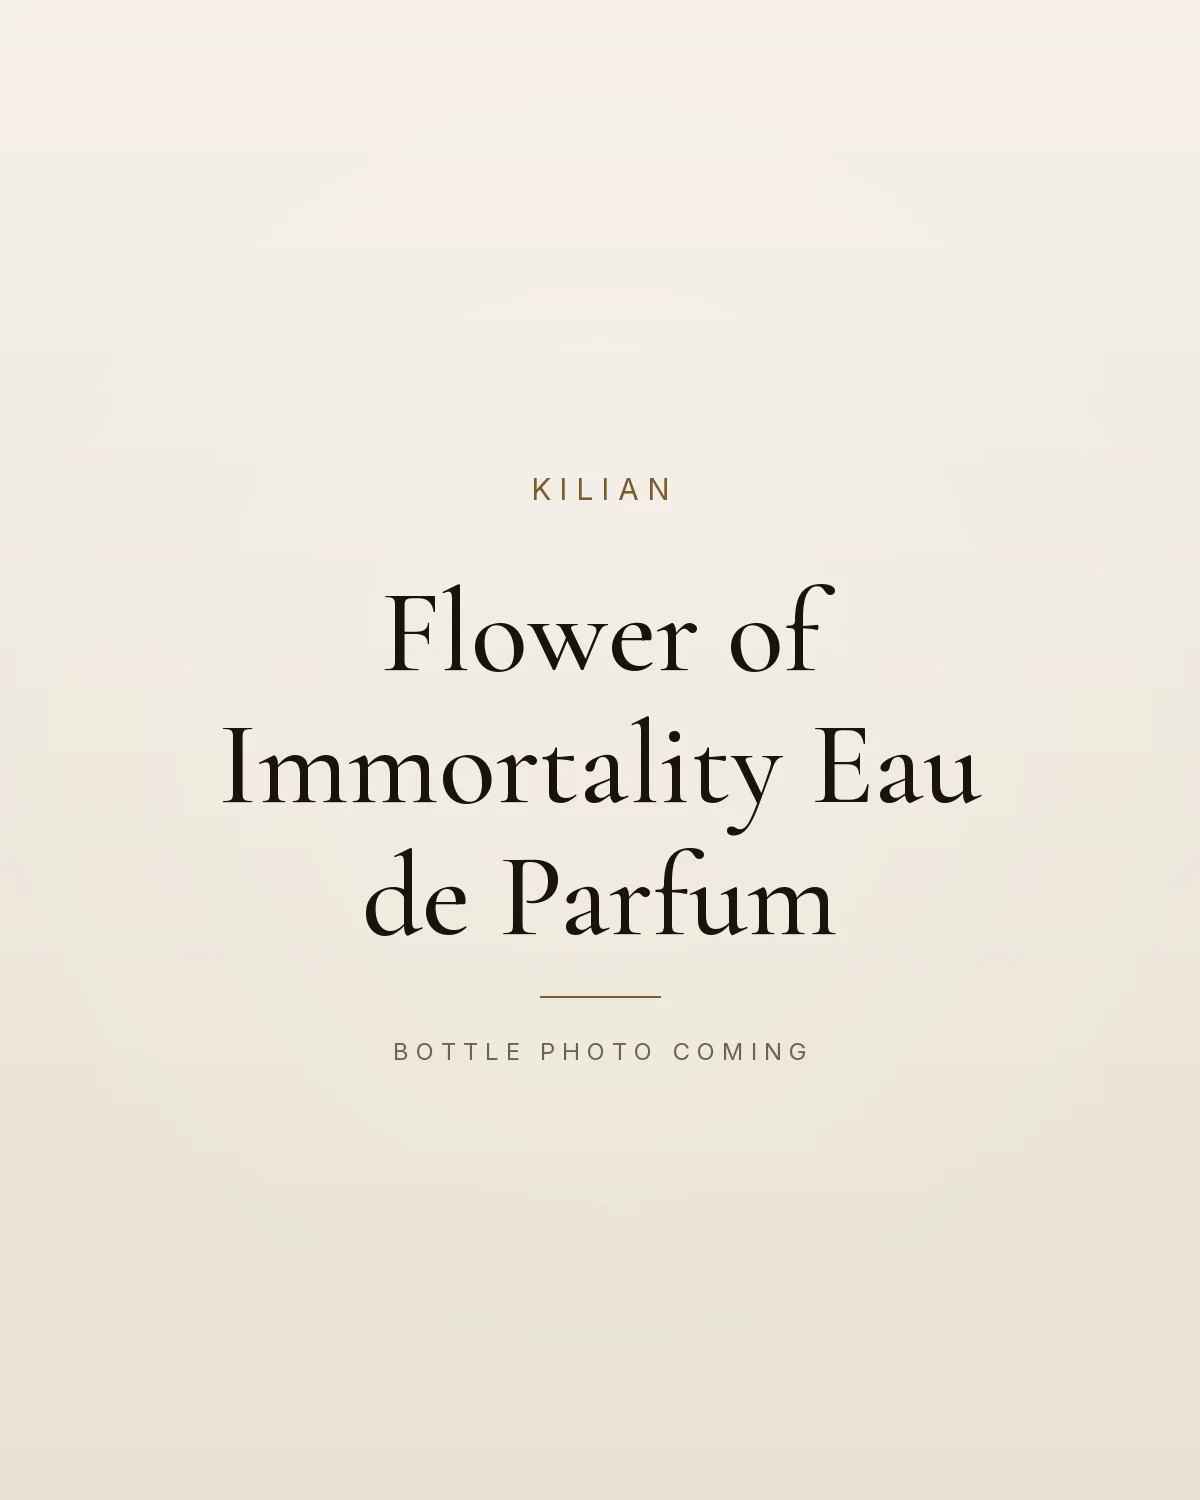 KILIAN
Flower of
Immortality Eau
de Parfum
BOTTLE PHOTO COMING